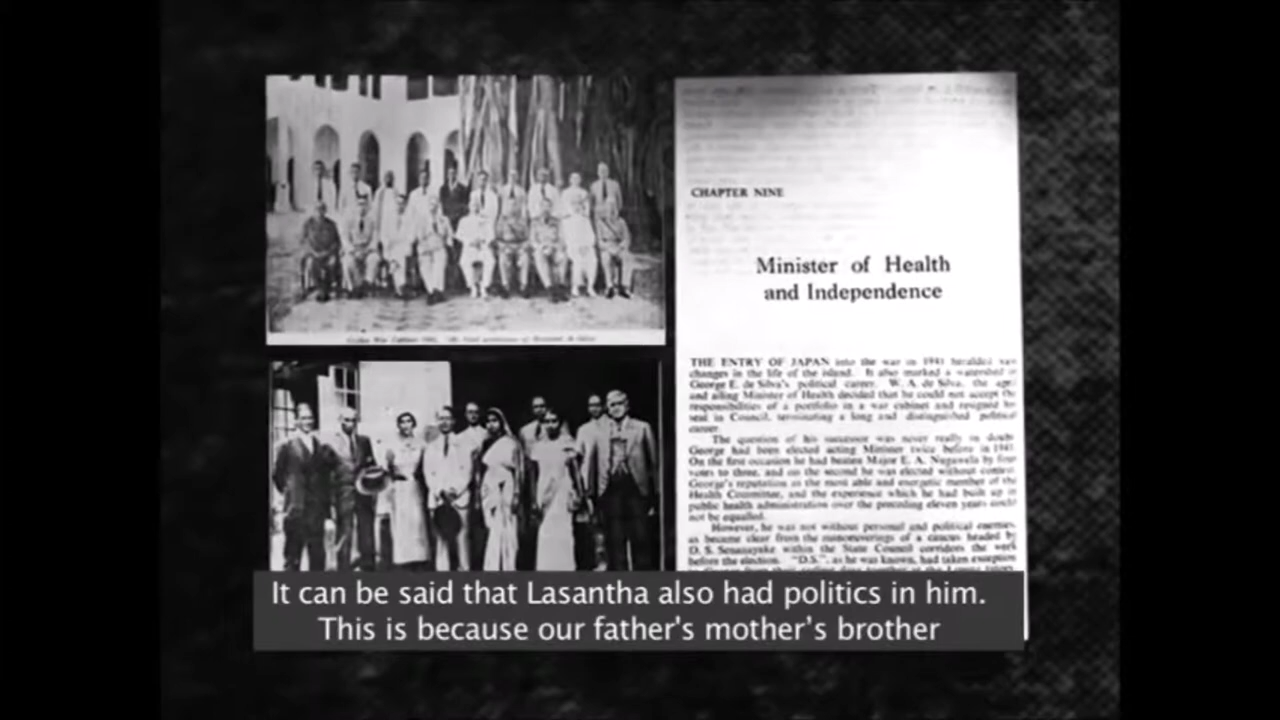 CHAPTER NINE
Minister of Health
and Independence
THE ENTRY OF JAPAN into the war in 1941 heralded vast
changes in the life of the island. It also marked a watershed in
George E. de Silva's political career. W. A. de Silva, the aged
and ailing Minister of Health decided that he could not accept the
responsibilities of a portfolio in a war cabinet and resigned his
seat in Council, terminating a long and distinguished political
career.
The question of his successor was never really in doubt
George had been elected acting Minister twice before in 1941.
On the first occasion he had beaten Major E. A. Nugawela by four
votes to three, and on the second he was elected without contest
George's reputation as the most able and energetic member of the
Health Committee, and the experience which he had built up in
public health administration over the preceding eleven years could
not be equalled.
However, he was not without personal and political enemies
as became clear from the manoeuverings of a caucus headed by
D. S. Senanayake within the State Council corridors the week
before the election. "D.S.", as he was known, had taken exception
It can be said that Lasantha also had politics in him.
This is because our father's mother's brother